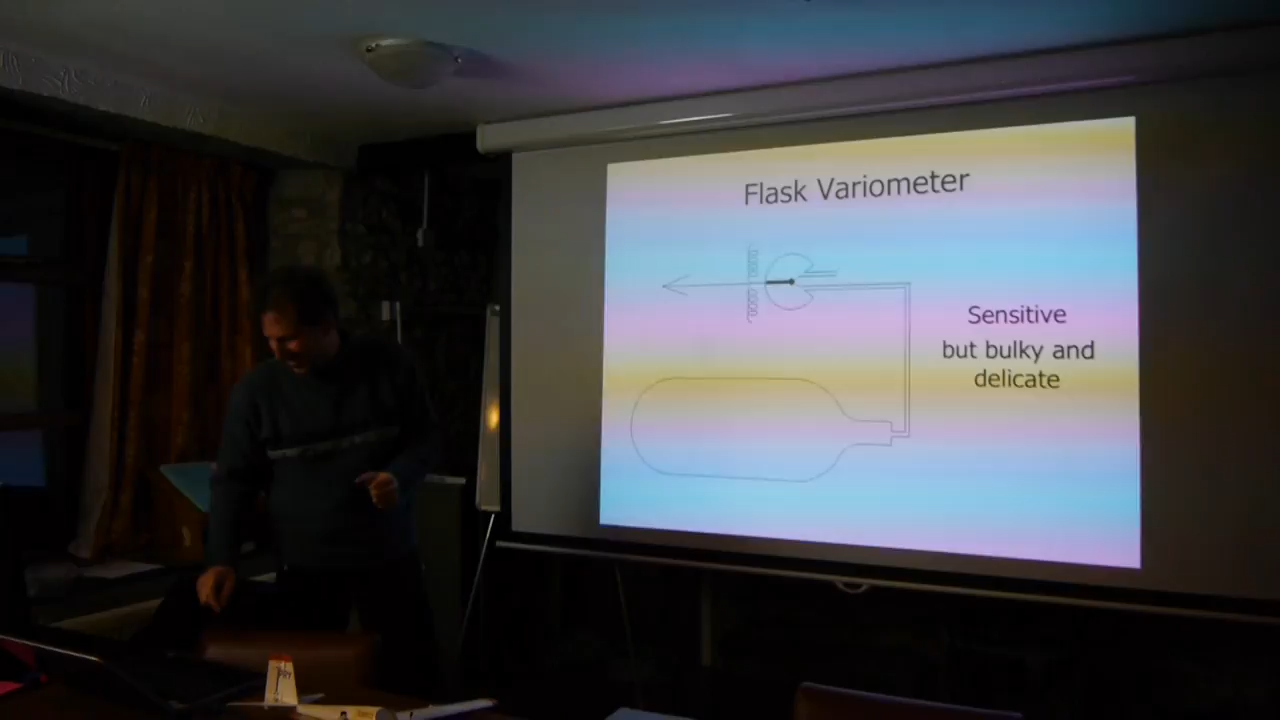 Flask Variometer
Sensitive
but bulky and
delicate